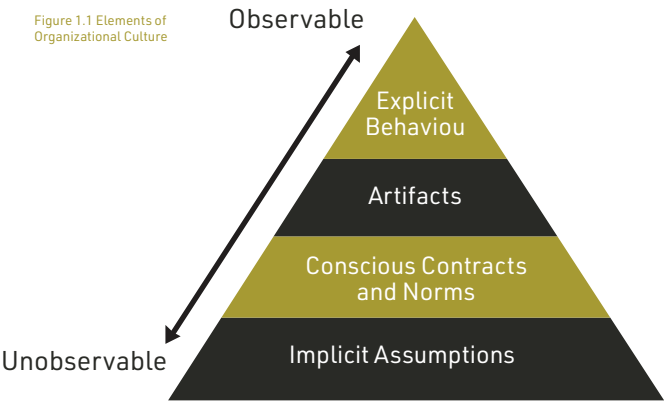 Figure 1.1 Elements of
Organizational Culture
Observable
Explicit
Behaviou
Artifacts
Conscious Contracts
and Norms
Implicit Assumptions
Unobservable